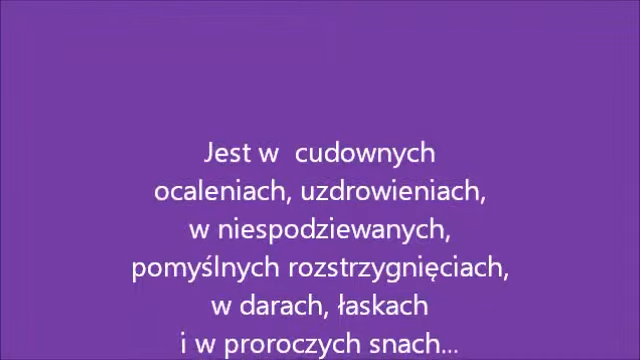 Jest w  cudownych
ocaleniach, uzdrowieniach,
w niespodziewanych,
pomyślnych rozstrzygnięciach,
w darach, łaskach
i w proroczych snach...